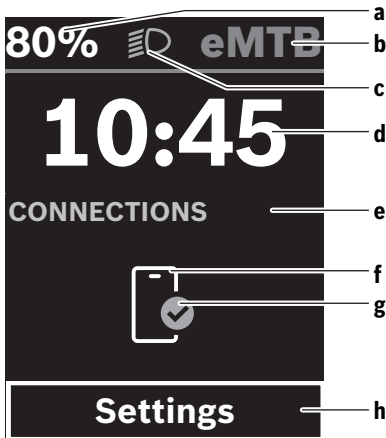 80% eMTB a
b
c
10:45 d
CONNECTIONS e
f
g
Settings h